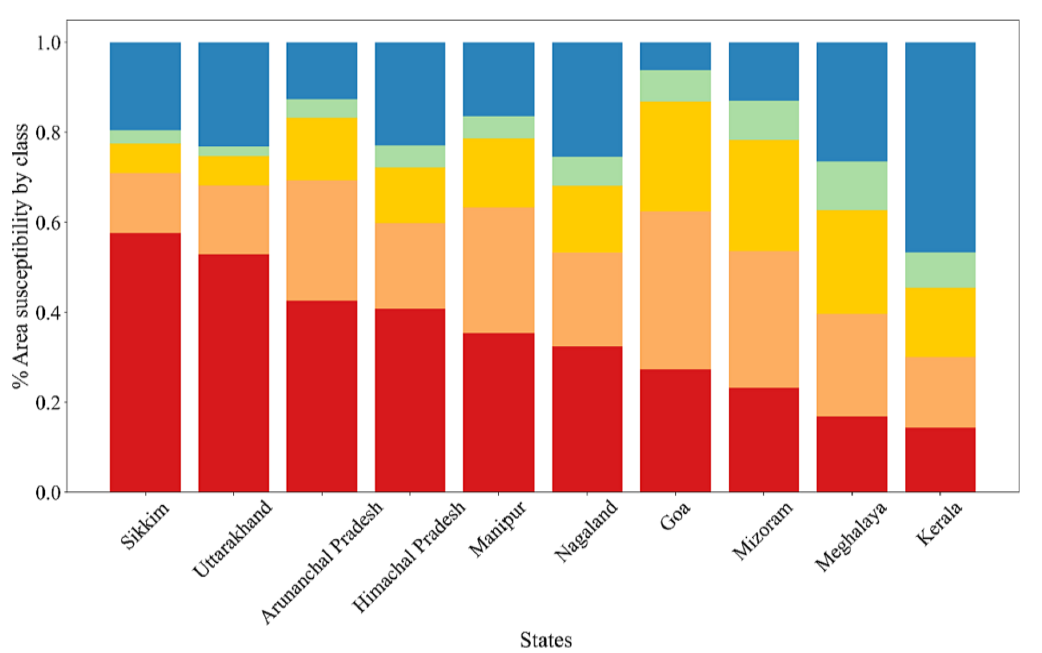 % Area susceptibility by class
1.0
0.8
0.6
0.4
0.2
0.0
Sikkim
Uttarakhand
Arunanchal Pradesh
Himachal Pradesh
Manipur
Nagaland
Goa
Mizoram
Meghalaya
Kerala
States